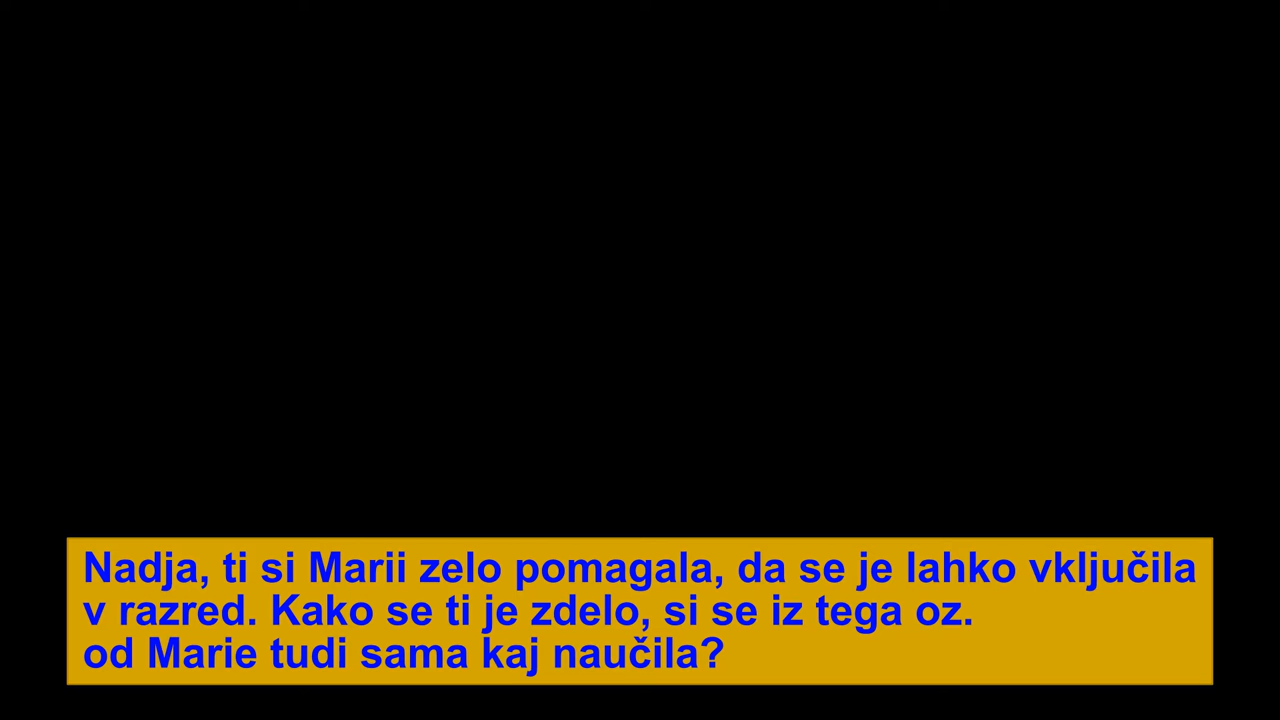 Nadja, ti si Marii zelo pomagala, da se je lahko vključila
v razred. Kako se ti je zdelo, si se iz tega oz.
od Marie tudi sama kaj naučila?